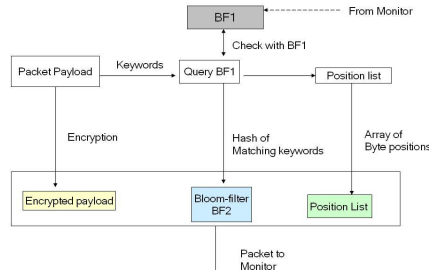 BF1
From Monitor
Check with BF1
Packet Payload
Keywords
Query BF1
Position list
Encryption
Hash of
Matching keywords
Array of
Byte positions
Encrypted payload
Bloom-filter
BF2
Position List
Packet to
Monitor